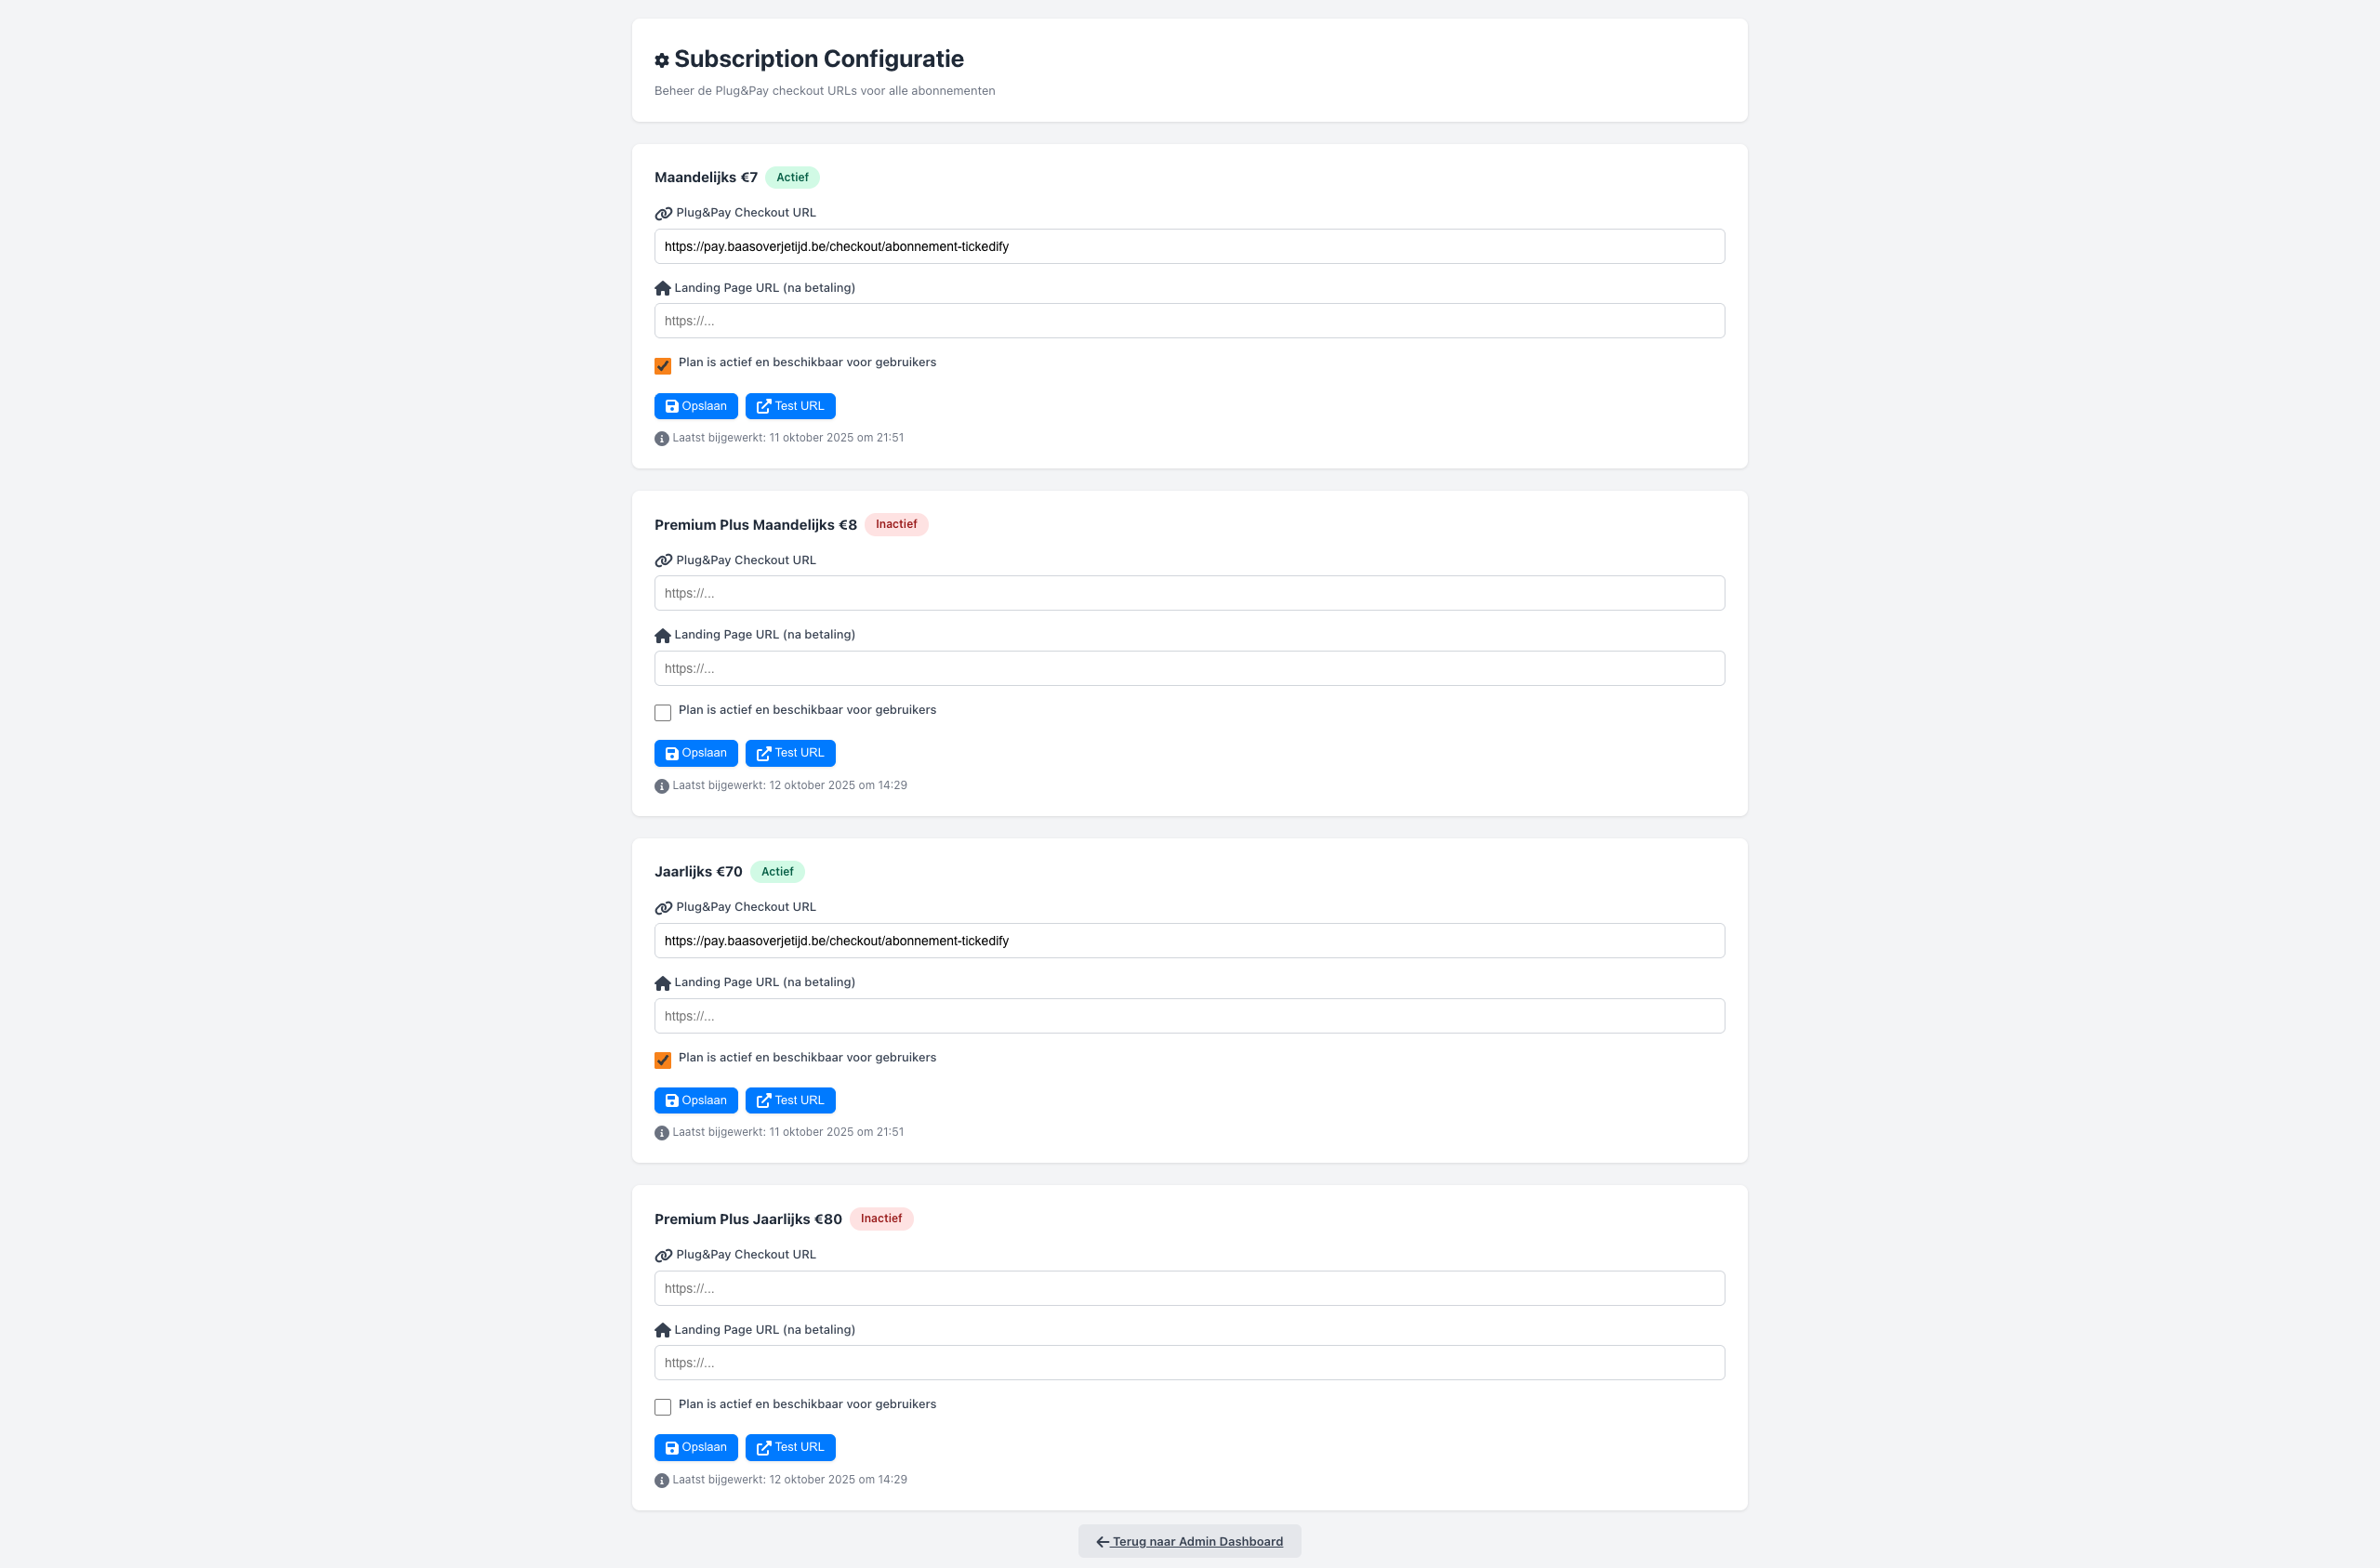 Subscription Configuratie
Beheer de Plug&Pay checkout URLs voor alle abonnementen
Maandelijks €7 Actief
Plug&Pay Checkout URL
https://pay.baasoverjetijd.be/checkout/abonnement-tickedify
Landing Page URL (na betaling)
https://...
Plan is actief en beschikbaar voor gebruikers
Opslaan Test URL
Laatst bijgewerkt: 11 oktober 2025 om 21:51
Premium Plus Maandelijks €8 Inactief
Plug&Pay Checkout URL
https://...
Landing Page URL (na betaling)
https://...
Plan is actief en beschikbaar voor gebruikers
Opslaan Test URL
Laatst bijgewerkt: 12 oktober 2025 om 14:29
Jaarlijks €70 Actief
Plug&Pay Checkout URL
https://pay.baasoverjetijd.be/checkout/abonnement-tickedify
Landing Page URL (na betaling)
https://...
Plan is actief en beschikbaar voor gebruikers
Opslaan Test URL
Laatst bijgewerkt: 11 oktober 2025 om 21:51
Premium Plus Jaarlijks €80 Inactief
Plug&Pay Checkout URL
https://...
Landing Page URL (na betaling)
https://...
Plan is actief en beschikbaar voor gebruikers
Opslaan Test URL
Laatst bijgewerkt: 12 oktober 2025 om 14:29
Terug naar Admin Dashboard